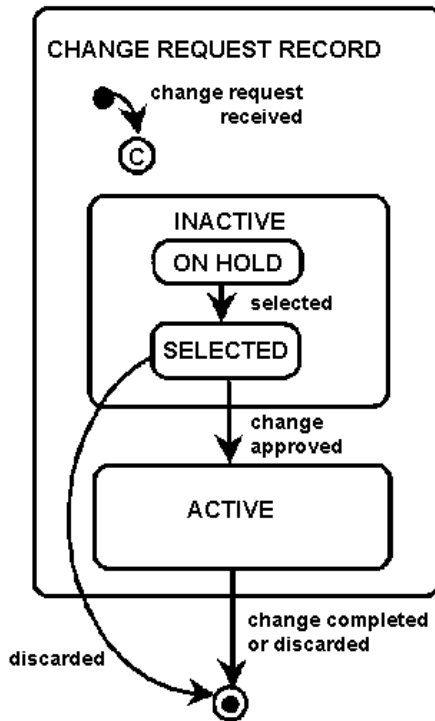 CHANGE REQUEST RECORD
change request
received
C
INACTIVE
ON HOLD
selected
SELECTED
change
approved
ACTIVE
change completed
or discarded
discarded